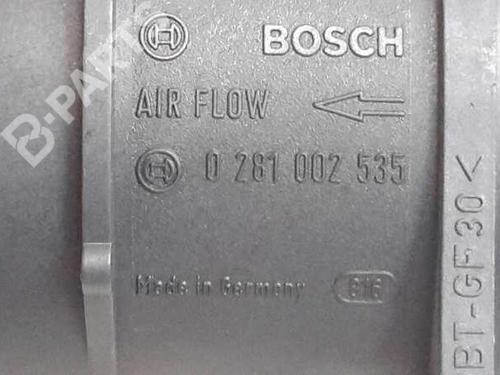 BOSCH
AIR FLOW
0 281 002 535
Made in Germany
BT-GF30<
B-PARTS